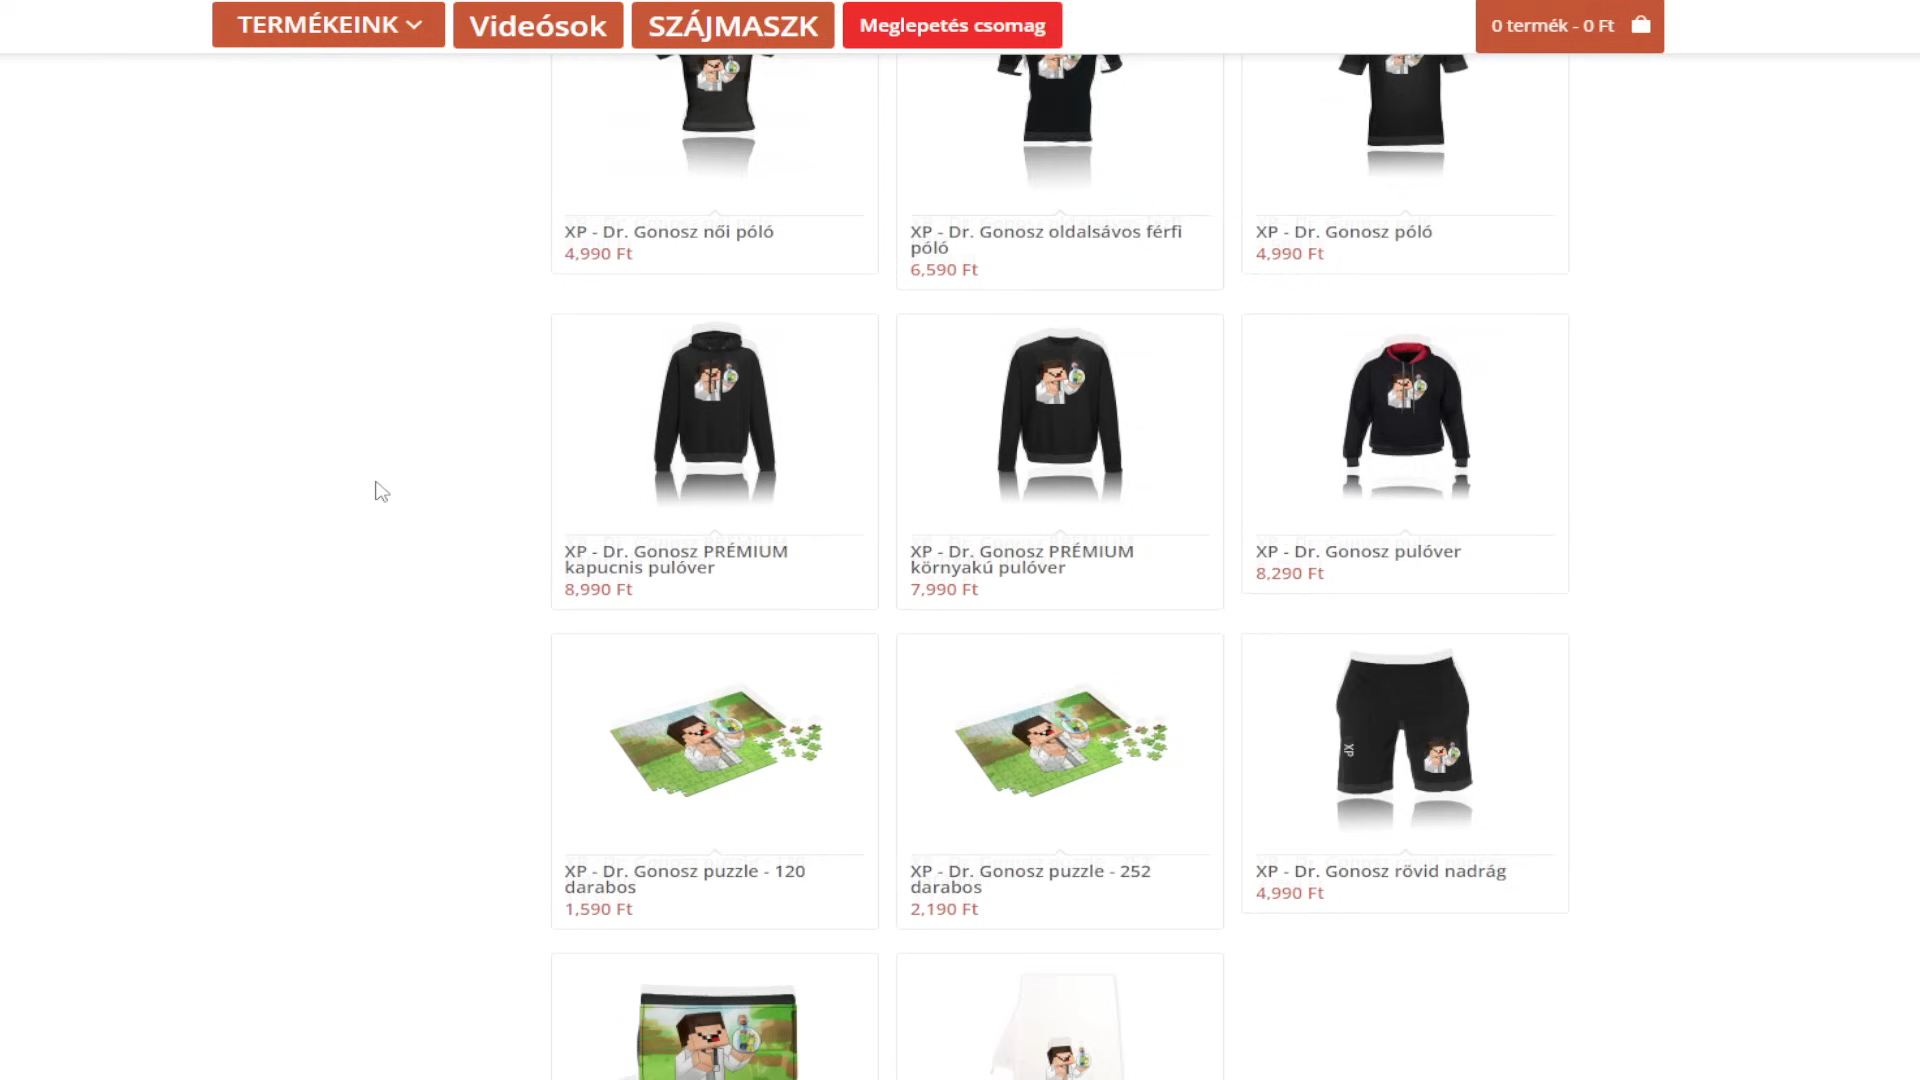 TERMÉKEINK
Videósok
SZÁJMASZK
Meglepetés csomag
0 termék - 0 Ft
XP - Dr. Gonosz női póló
4,990 Ft
XP - Dr. Gonosz oldalsávos férfi
póló
6,590 Ft
XP - Dr. Gonosz póló
4,990 Ft
XP - Dr. Gonosz PRÉMIUM
kapucnis pulóver
8,990 Ft
XP - Dr. Gonosz PRÉMIUM
környakú pulóver
7,990 Ft
XP - Dr. Gonosz pulóver
8,290 Ft
XP
XP - Dr. Gonosz puzzle - 120
darabos
1,590 Ft
XP - Dr. Gonosz puzzle - 252
darabos
2,190 Ft
XP - Dr. Gonosz rövid nadrág
4,990 Ft